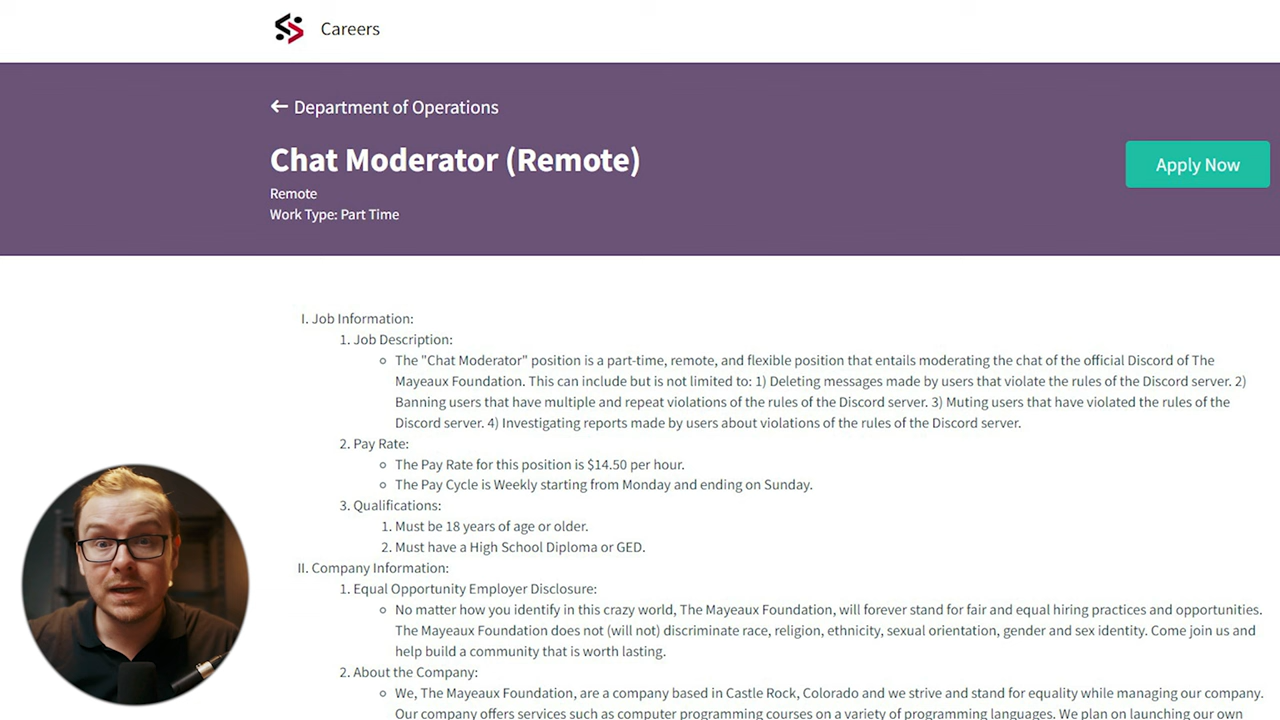 Careers
← Department of Operations
Chat Moderator (Remote)
Remote
Work Type: Part Time
Apply Now
I. Job Information:
1. Job Description:
○ The "Chat Moderator" position is a part-time, remote, and flexible position that entails moderating the chat of the official Discord of The
Mayeaux Foundation. This can include but is not limited to: 1) Deleting messages made by users that violate the rules of the Discord server. 2)
Banning users that have multiple and repeat violations of the rules of the Discord server. 3) Muting users that have violated the rules of the
Discord server. 4) Investigating reports made by users about violations of the rules of the Discord server.
2. Pay Rate:
○ The Pay Rate for this position is $14.50 per hour.
○ The Pay Cycle is Weekly starting from Monday and ending on Sunday.
3. Qualifications:
1. Must be 18 years of age or older.
2. Must have a High School Diploma or GED.
II. Company Information:
1. Equal Opportunity Employer Disclosure:
○ No matter how you identify in this crazy world, The Mayeaux Foundation, will forever stand for fair and equal hiring practices and opportunities.
The Mayeaux Foundation does not (will not) discriminate race, religion, ethnicity, sexual orientation, gender and sex identity. Come join us and
help build a community that is worth lasting.
2. About the Company:
○ We, The Mayeaux Foundation, are a company based in Castle Rock, Colorado and we strive and stand for equality while managing our company.
Our company offers services such as computer programming courses on a variety of programming languages. We plan on launching our own